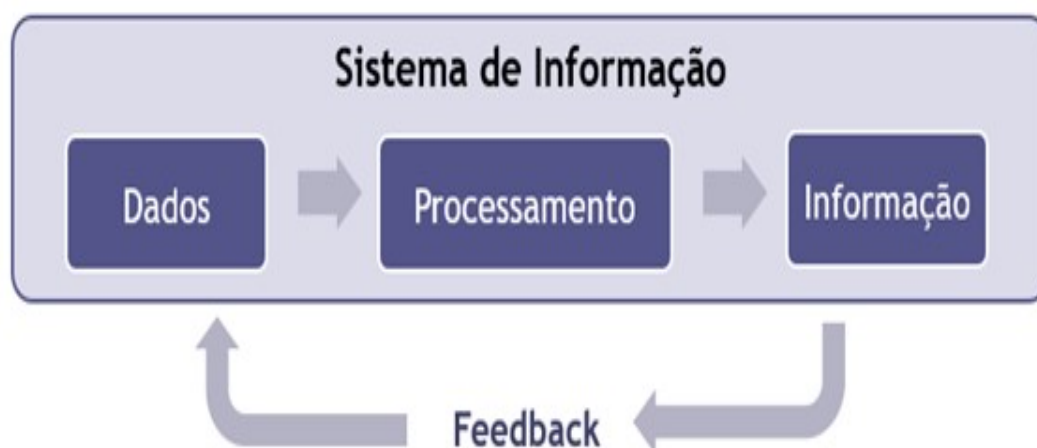 Sistema de Informação
Dados
Processamento
Informação
Feedback